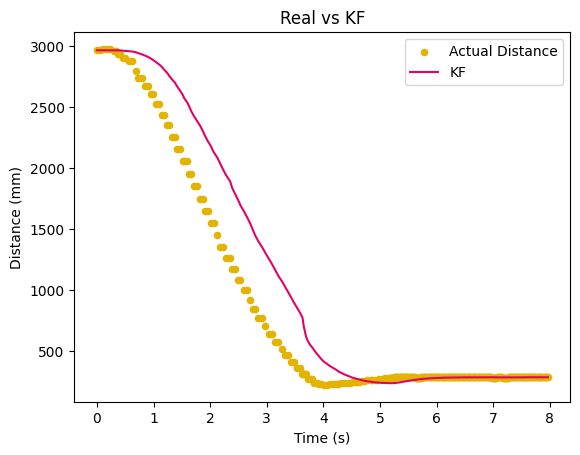 Real vs KF
Actual Distance
KF
3000
2500
2000
1500
1000
500
Distance (mm)
0 1 2 3 4 5 6 7 8
Time (s)